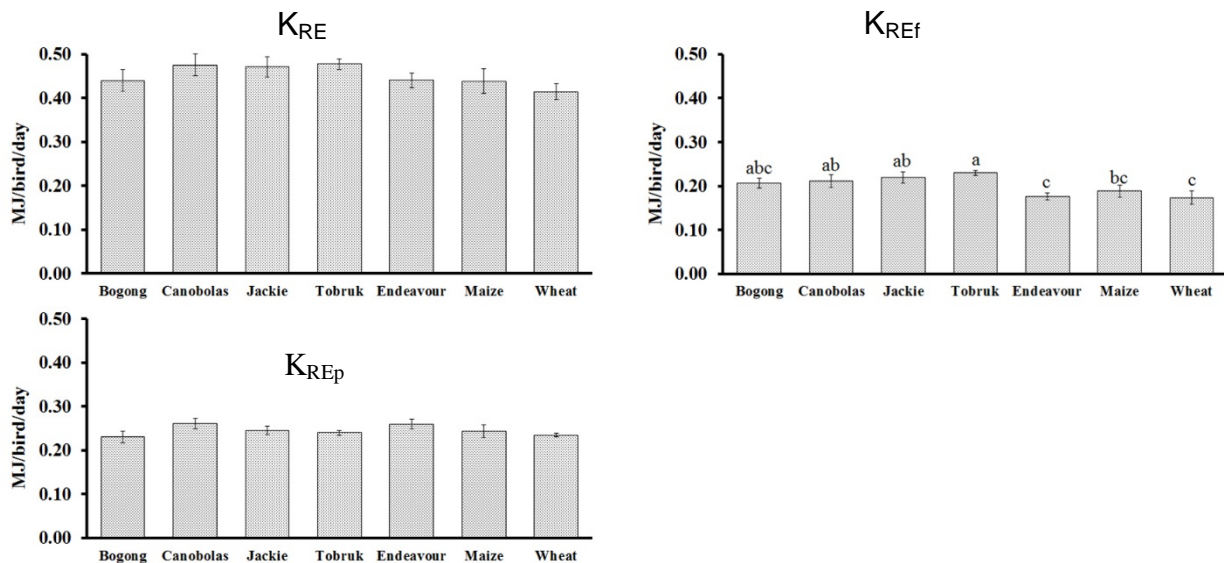 K_RE
MJ/bird/day
0.50
0.40
0.30
0.20
0.10
0.00
Bogong Canobolas Jackie Tobruk Endeavour Maize Wheat
K_REf
MJ/bird/day
0.50
0.40
0.30
0.20
0.10
0.00
abc ab ab a c bc c
Bogong Canobolas Jackie Tobruk Endeavour Maize Wheat
K_REp
MJ/bird/day
0.50
0.40
0.30
0.20
0.10
0.00
Bogong Canobolas Jackie Tobruk Endeavour Maize Wheat